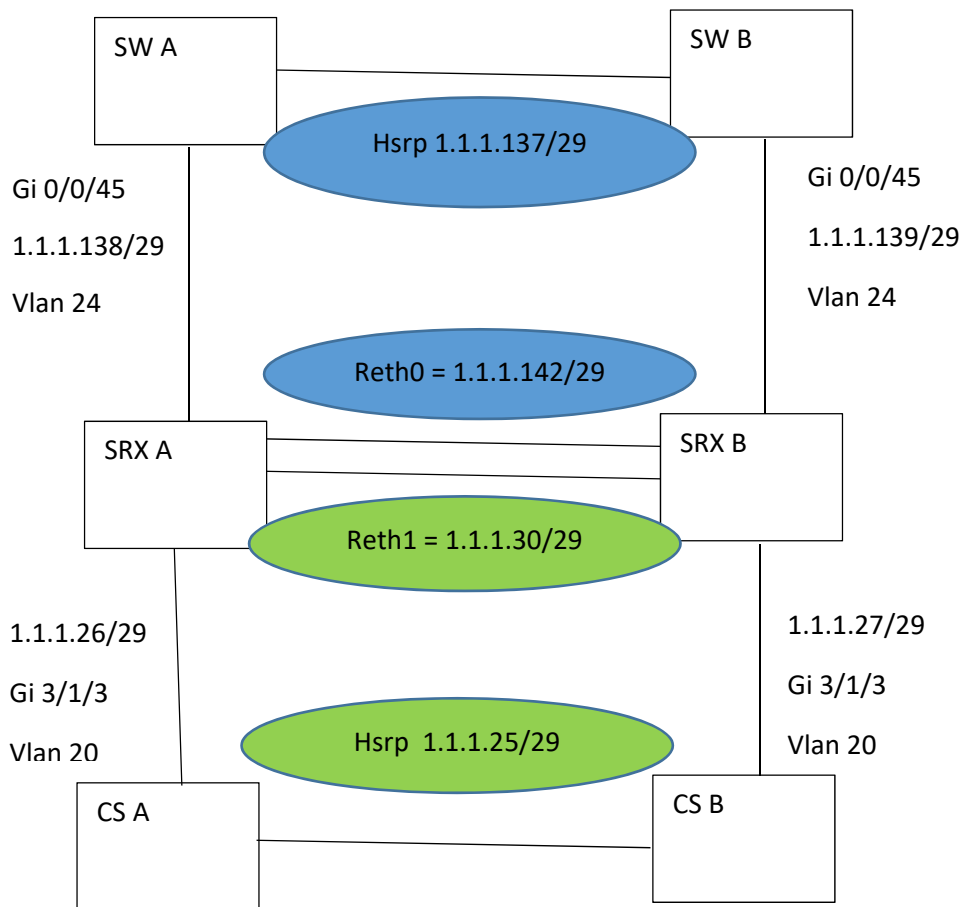 SW A
SW B
Hsrp 1.1.1.137/29
Gi 0/0/45
1.1.1.138/29
Vlan 24
Gi 0/0/45
1.1.1.139/29
Vlan 24
Reth0 = 1.1.1.142/29
SRX A
SRX B
Reth1 = 1.1.1.30/29
1.1.1.26/29
Gi 3/1/3
Vlan 20
1.1.1.27/29
Gi 3/1/3
Vlan 20
Hsrp 1.1.1.25/29
CS A
CS B